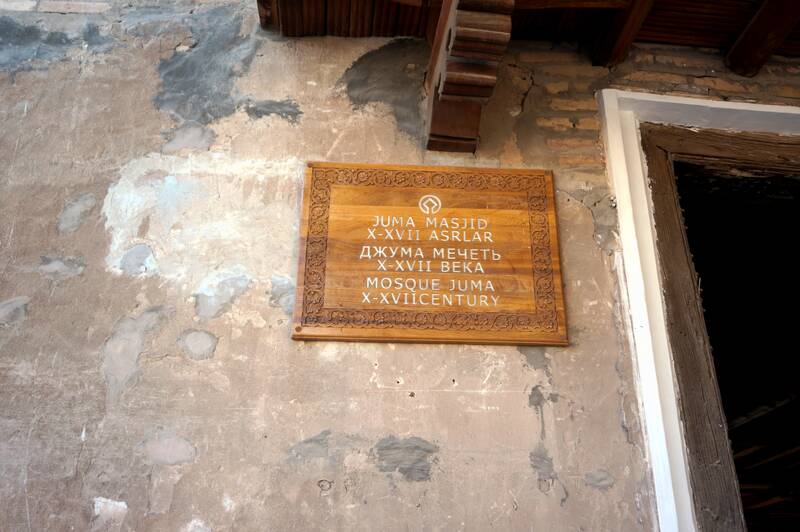 JUMA MASJID
X-XVII ASRLAR
ДЖУМА МЕЧЕТЬ
X-XVII ВЕКА
MOSQUE JUMA
X-XVIICENTURY